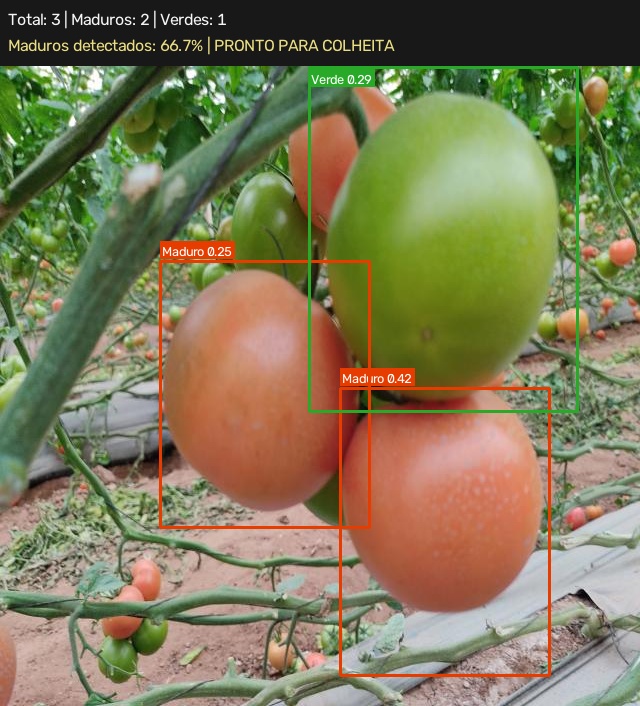 Total: 3 | Maduros: 2 | Verdes: 1
Maduros detectados: 66.7% | PRONTO PARA COLHEITA
Verde 0.29
Maduro 0.25
Maduro 0.42